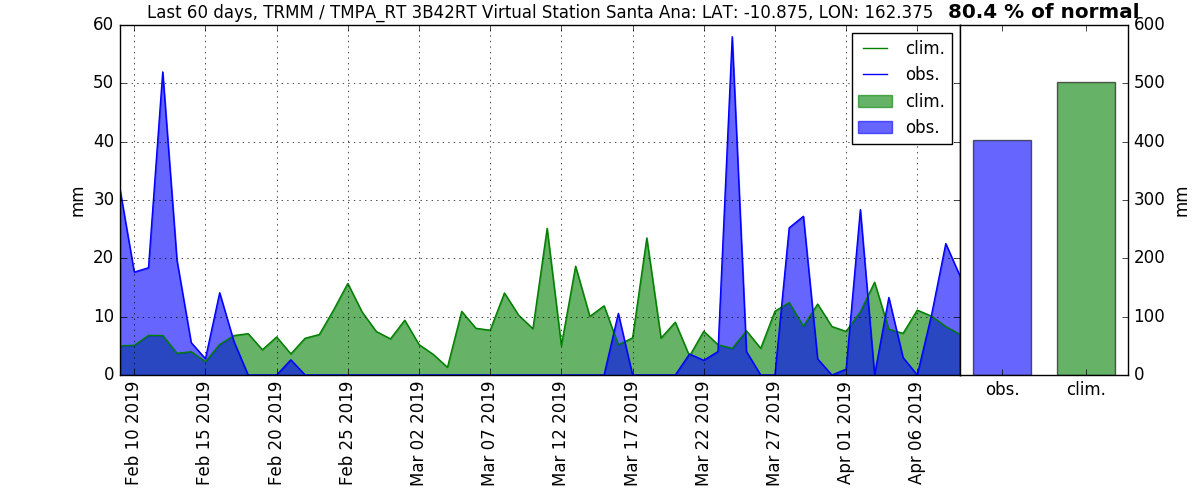 Last 60 days, TRMM / TMPA_RT 3B42RT Virtual Station Santa Ana: LAT: -10.875, LON: 162.375
80.4 % of normal
60
50
40
30
20
10
0
mm
clim.
obs.
clim.
obs.
600
500
400
300
200
100
0
mm
Feb 10 2019
Feb 15 2019
Feb 20 2019
Feb 25 2019
Mar 02 2019
Mar 07 2019
Mar 12 2019
Mar 17 2019
Mar 22 2019
Mar 27 2019
Apr 01 2019
Apr 06 2019
obs.
clim.